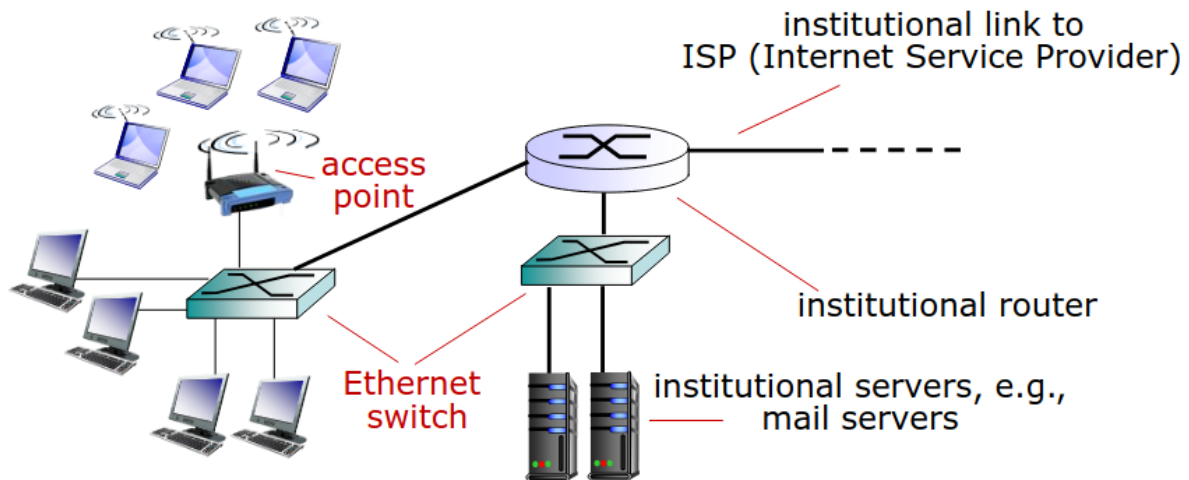 institutional link to
ISP (Internet Service Provider)
access
point
institutional router
Ethernet
switch
institutional servers, e.g.,
mail servers